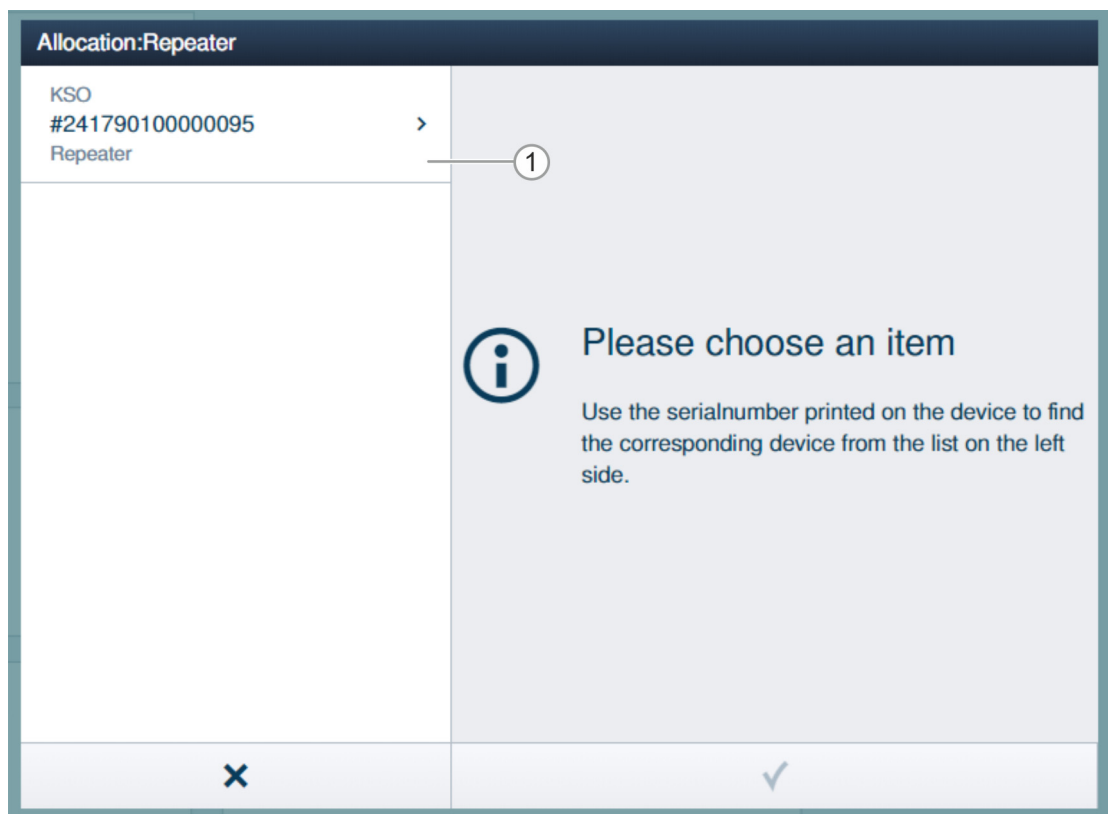 Allocation:Repeater
KSO
#241790100000095
Repeater
1
Please choose an item
Use the serialnumber printed on the device to find
the corresponding device from the list on the left
side.